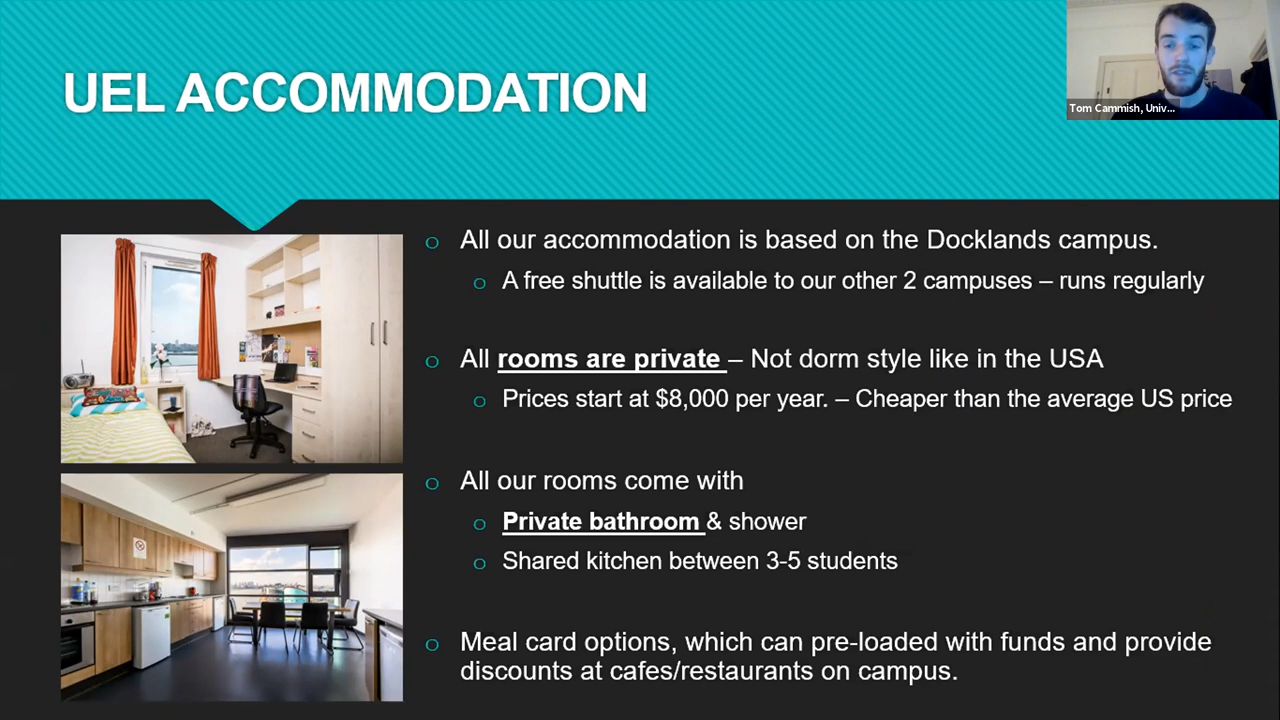 UEL ACCOMMODATION
Tom Cammish, Univ...
o All our accommodation is based on the Docklands campus.
o A free shuttle is available to our other 2 campuses – runs regularly
o All rooms are private – Not dorm style like in the USA
o Prices start at $8,000 per year. – Cheaper than the average US price
o All our rooms come with
o Private bathroom & shower
o Shared kitchen between 3-5 students
o Meal card options, which can pre-loaded with funds and provide
discounts at cafes/restaurants on campus.